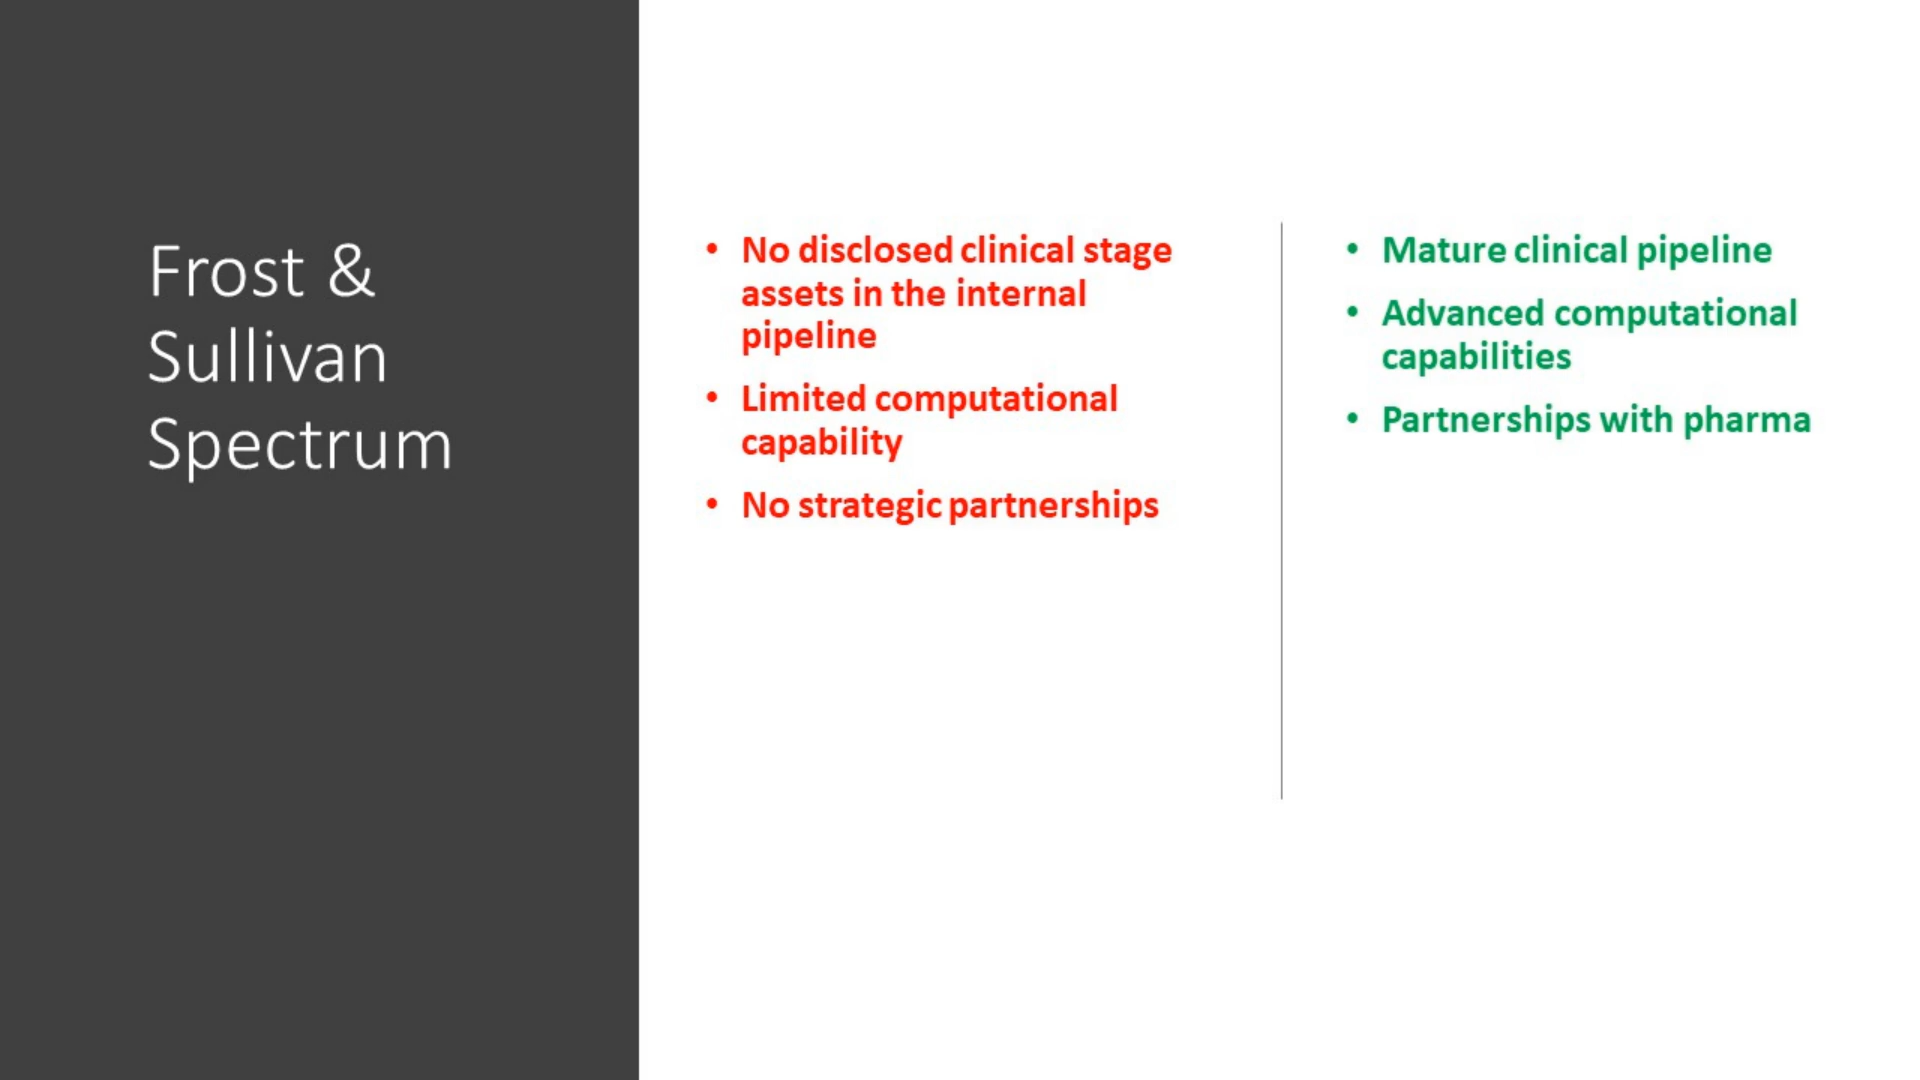 Frost &
Sullivan
Spectrum
• No disclosed clinical stage
assets in the internal
pipeline
• Limited computational
capability
• No strategic partnerships
• Mature clinical pipeline
• Advanced computational
capabilities
• Partnerships with pharma